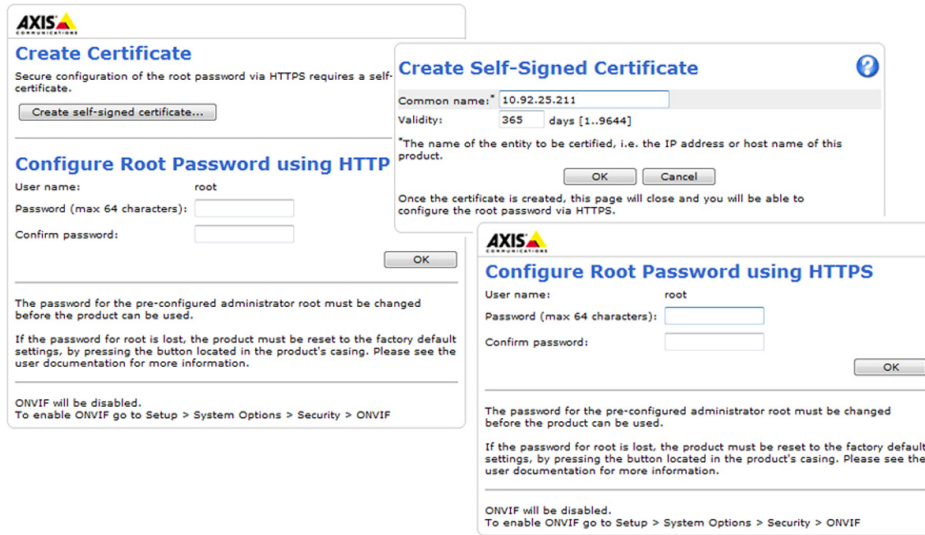 AXIS
COMMUNICATIONS
Create Certificate
Secure configuration of the root password via HTTPS requires a self-
certificate.
Create self-signed certificate...
Configure Root Password using HTTP
User name: root
Password (max 64 characters):
Confirm password:
OK
The password for the pre-configured administrator root must be changed
before the product can be used.
If the password for root is lost, the product must be reset to the factory default
settings, by pressing the button located in the product's casing. Please see the
user documentation for more information.
ONVIF will be disabled.
To enable ONVIF go to Setup > System Options > Security > ONVIF
Create Self-Signed Certificate
?
Common name:* 10.92.25.211
Validity: 365 days [1..9644]
*The name of the entity to be certified, i.e. the IP address or host name of this
product.
OK Cancel
Once the certificate is created, this page will close and you will be able to
configure the root password via HTTPS.
AXIS
COMMUNICATIONS
Configure Root Password using HTTPS
User name: root
Password (max 64 characters):
Confirm password:
OK
The password for the pre-configured administrator root must be changed
before the product can be used.
If the password for root is lost, the product must be reset to the factory default
settings, by pressing the button located in the product's casing. Please see the
user documentation for more information.
ONVIF will be disabled.
To enable ONVIF go to Setup > System Options > Security > ONVIF